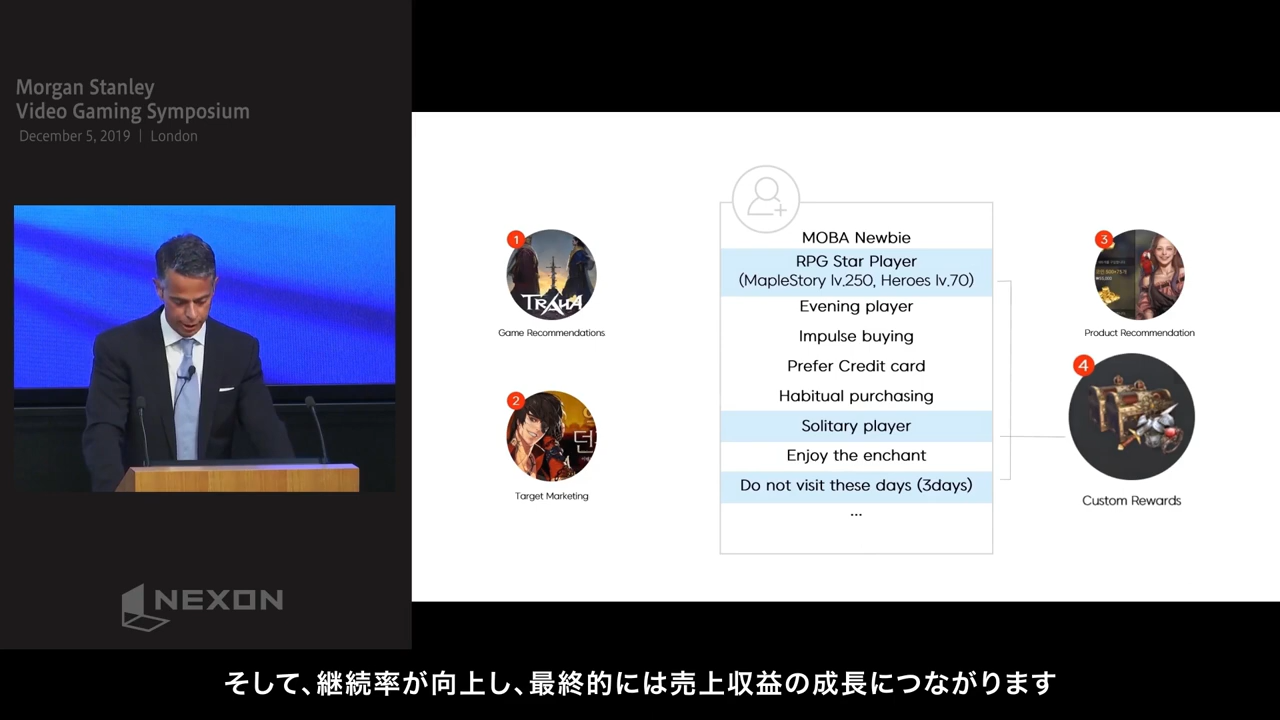 Morgan Stanley
Video Gaming Symposium
December 5, 2019 | London
NEXON
1
TRAHA
Game Recommendations
2
던
Target Marketing
MOBA Newbie
RPG Star Player
(MapleStory lv.250, Heroes lv.70)
Evening player
Impulse buying
Prefer Credit card
Habitual purchasing
Solitary player
Enjoy the enchant
Do not visit these days (3days)
...
3
Product Recommendation
4
Custom Rewards
そして、継続率が向上し、最終的には売上収益の成長につながります